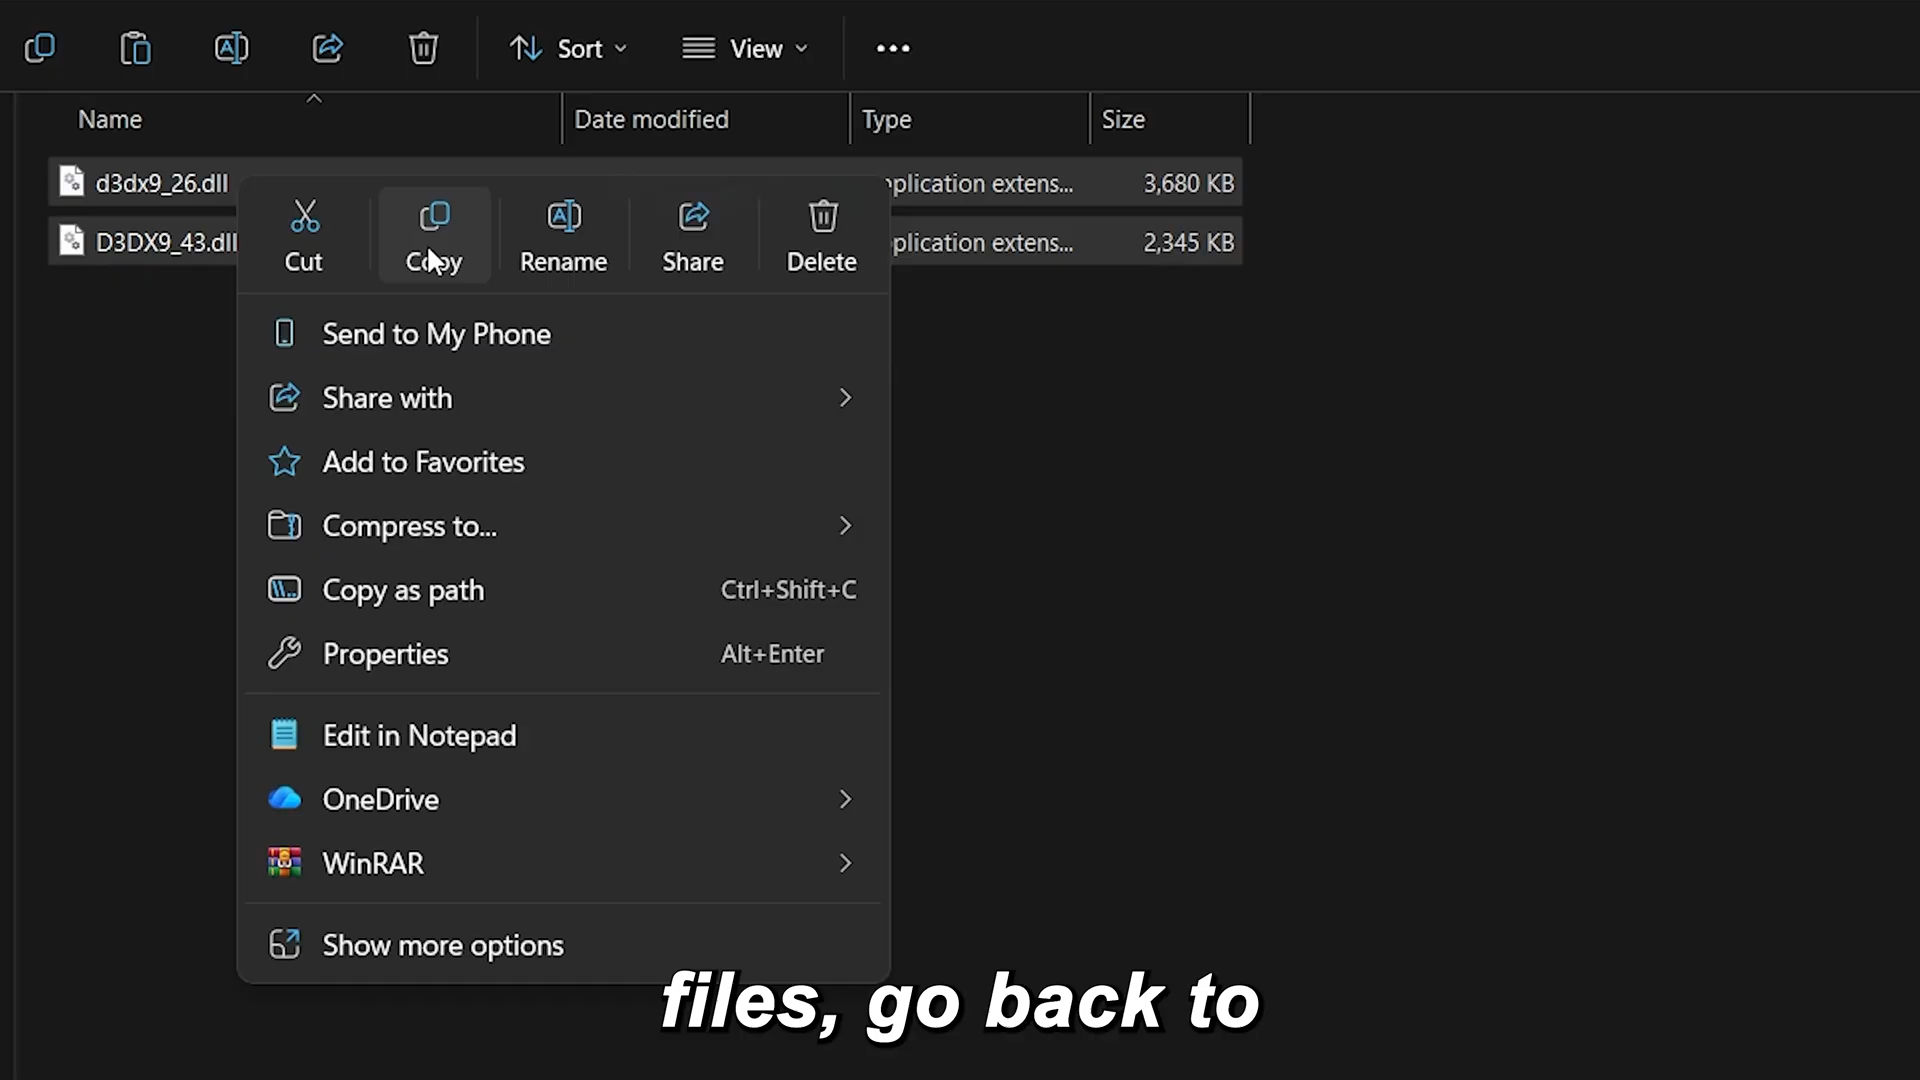 Sort
View
Name
Date modified
Type
Size
d3dx9_26.dll
plication extens...
3,680 KB
D3DX9_43.dll
plication extens...
2,345 KB
Cut
Copy
Rename
Share
Delete
Send to My Phone
Share with
Add to Favorites
Compress to...
Copy as path Ctrl+Shift+C
Properties Alt+Enter
Edit in Notepad
OneDrive
WinRAR
Show more options
files, go back to